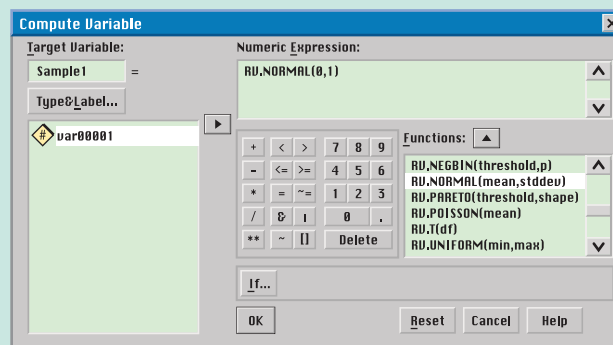 Compute Variable
Target Variable:
Numeric Expression:
Sample1 =
RV.NORMAL(0,1)
Type&Label...
# var00001
+ < > 7 8 9
- <= >= 4 5 6
* = ~= 1 2 3
/ & | 0 .
** ~ [] Delete
Functions:
RV.NEGBIN(threshold,p)
RV.NORMAL(mean,stddev)
RV.PARETO(threshold,shape)
RV.POISSON(mean)
RV.T(df)
RV.UNIFORM(min,max)
If...
OK Reset Cancel Help